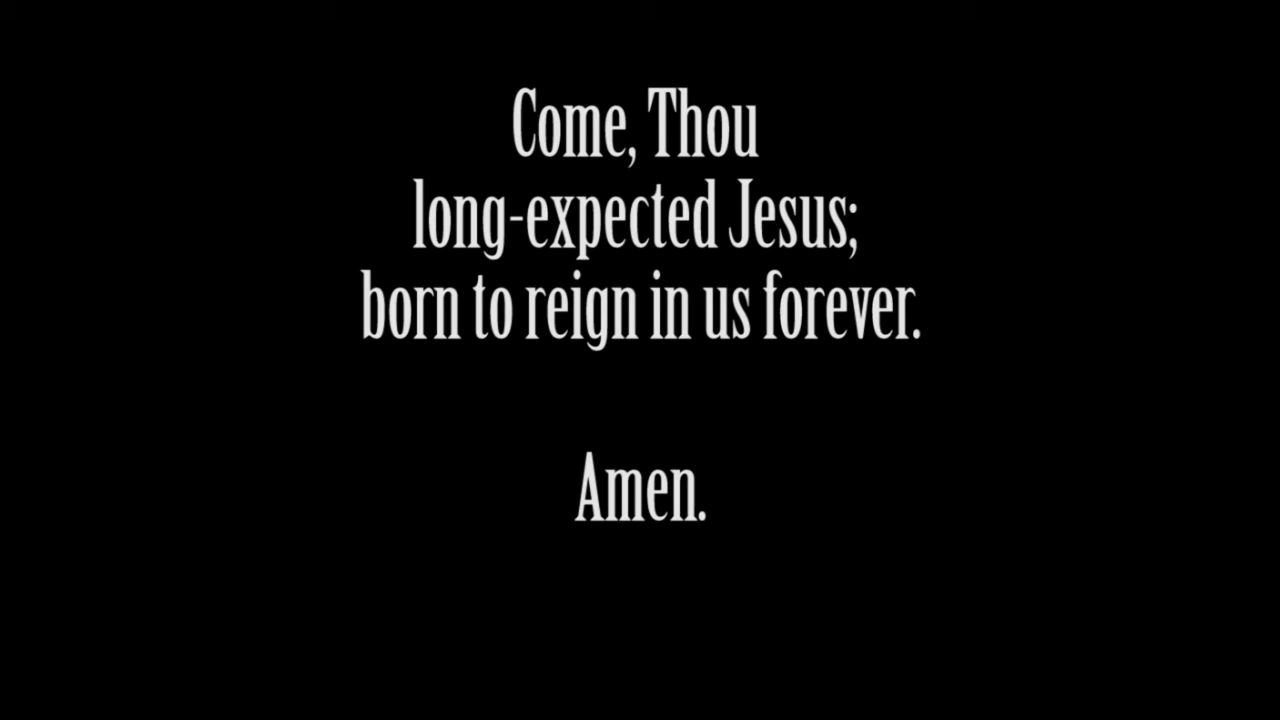 Come, Thou
long-expected Jesus;
born to reign in us forever.
Amen.